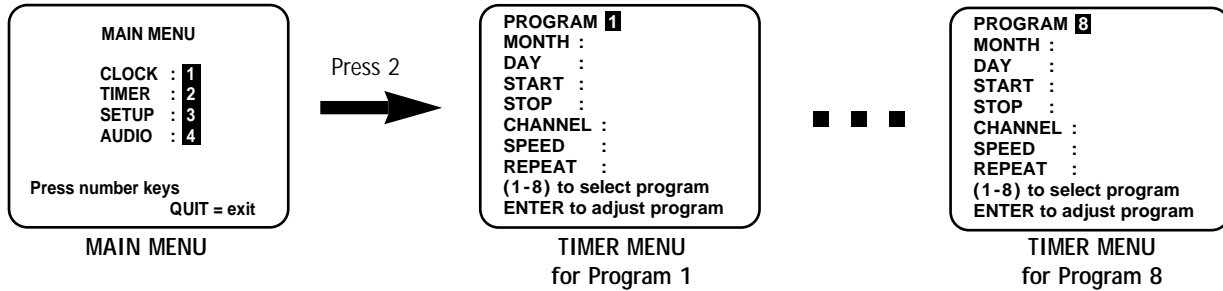 MAIN MENU
CLOCK : 1
TIMER : 2
SETUP : 3
AUDIO : 4
Press number keys
QUIT = exit
MAIN MENU
Press 2
PROGRAM 1
MONTH :
DAY :
START :
STOP :
CHANNEL :
SPEED :
REPEAT :
(1-8) to select program
ENTER to adjust program
TIMER MENU
for Program 1
PROGRAM 8
MONTH :
DAY :
START :
STOP :
CHANNEL :
SPEED :
REPEAT :
(1-8) to select program
ENTER to adjust program
TIMER MENU
for Program 8